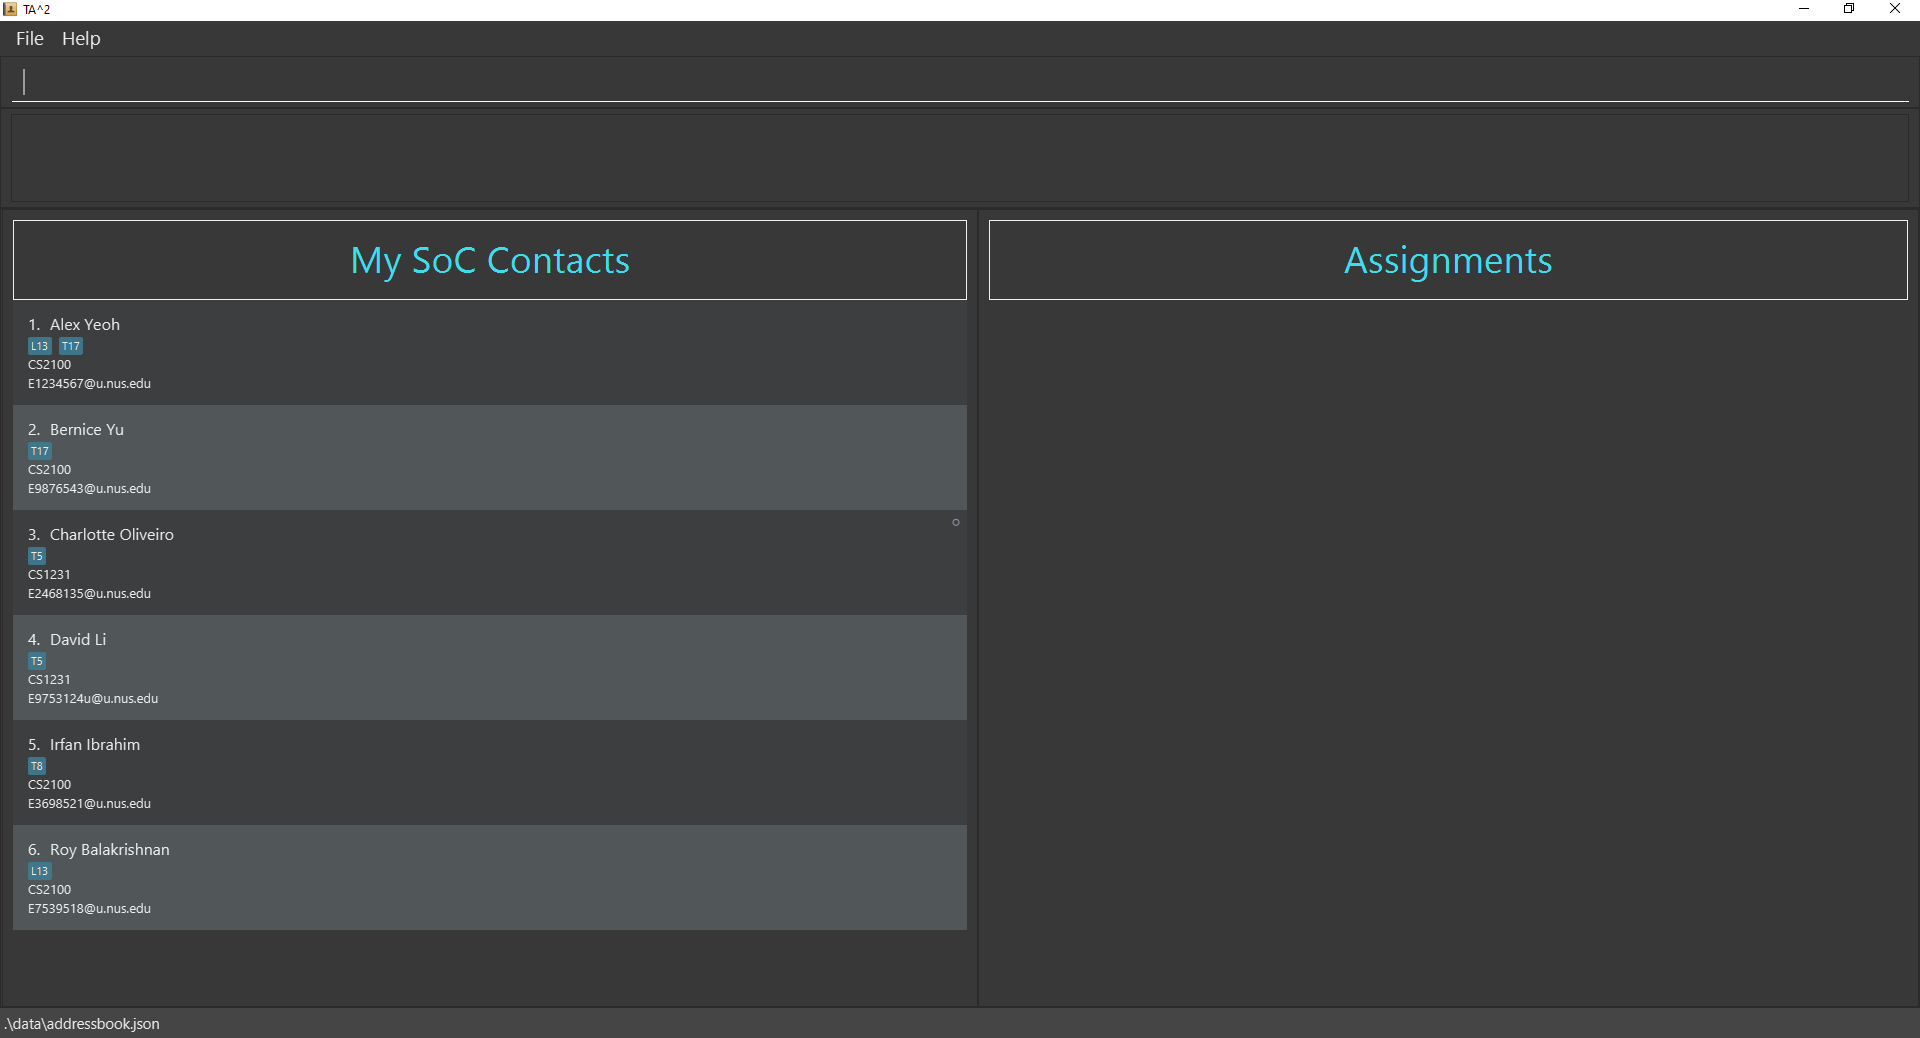 TA^2
File Help
My SoC Contacts
1. Alex Yeoh
L13 T17
CS2100
E1234567@u.nus.edu
2. Bernice Yu
T17
CS2100
E9876543@u.nus.edu
3. Charlotte Oliveiro
T5
CS1231
E2468135@u.nus.edu
4. David Li
T5
CS1231
E9753124u@u.nus.edu
5. Irfan Ibrahim
T8
CS2100
E3698521@u.nus.edu
6. Roy Balakrishnan
L13
CS2100
E7539518@u.nus.edu
Assignments
.\data\addressbook.json